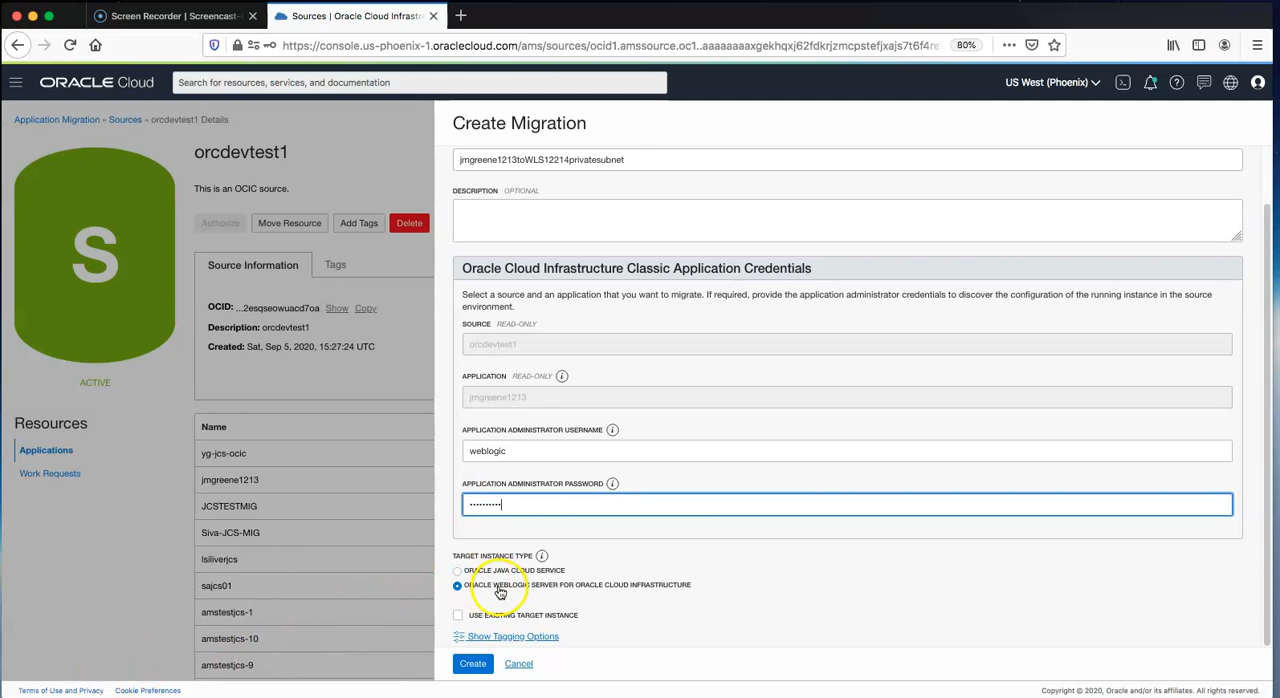 Screen Recorder | Screencast-
Sources | Oracle Cloud Infrastr
https://console.us-phoenix-1.oraclecloud.com/ams/sources/ocid1.amssource.oc1..
80%
ORACLE CLOUD
Search for resources, services, and documentation
US West (Phoenix)
Application Migration » Sources » orcdevtest1 Details
S
ACTIVE
Resources
Applications
Work Requests
orcdevtest1
This is an OCIC source.
Authorize
Move Resource
Add Tags
Delete
Source Information
Tags
OCID: ...2esqseowuacd7oa Show Copy
Description: orcdevtest1
Created: Sat, Sep 5, 2020, 15:27:24 UTC
Name
yg-jcs-ocic
jmgreene1213
JCSTESTMIG
Siva-JCS-MIG
lsiliverjcs
sajcs01
amstestjcs-1
amstestjcs-10
amstestjcs-9
Create Migration
jmgreene1213toWLS12214privatesubnet
DESCRIPTION OPTIONAL
Oracle Cloud Infrastructure Classic Application Credentials
Select a source and an application that you want to migrate. If required, provide the application administrator credentials to discover the configuration of the running instance in the source
environment.
SOURCE READ-ONLY
orcdevtest1
APPLICATION READ-ONLY
jmgreene1213
APPLICATION ADMINISTRATOR USERNAME
weblogic
APPLICATION ADMINISTRATOR PASSWORD
TARGET INSTANCE TYPE
ORACLE JAVA CLOUD SERVICE
ORACLE WEBLOGIC SERVER FOR ORACLE CLOUD INFRASTRUCTURE
USE EXISTING TARGET INSTANCE
Show Tagging Options
Create
Cancel
Terms of Use and Privacy
Cookie Preferences
Copyright © 2020, Oracle and/or its affiliates. All rights reserved.